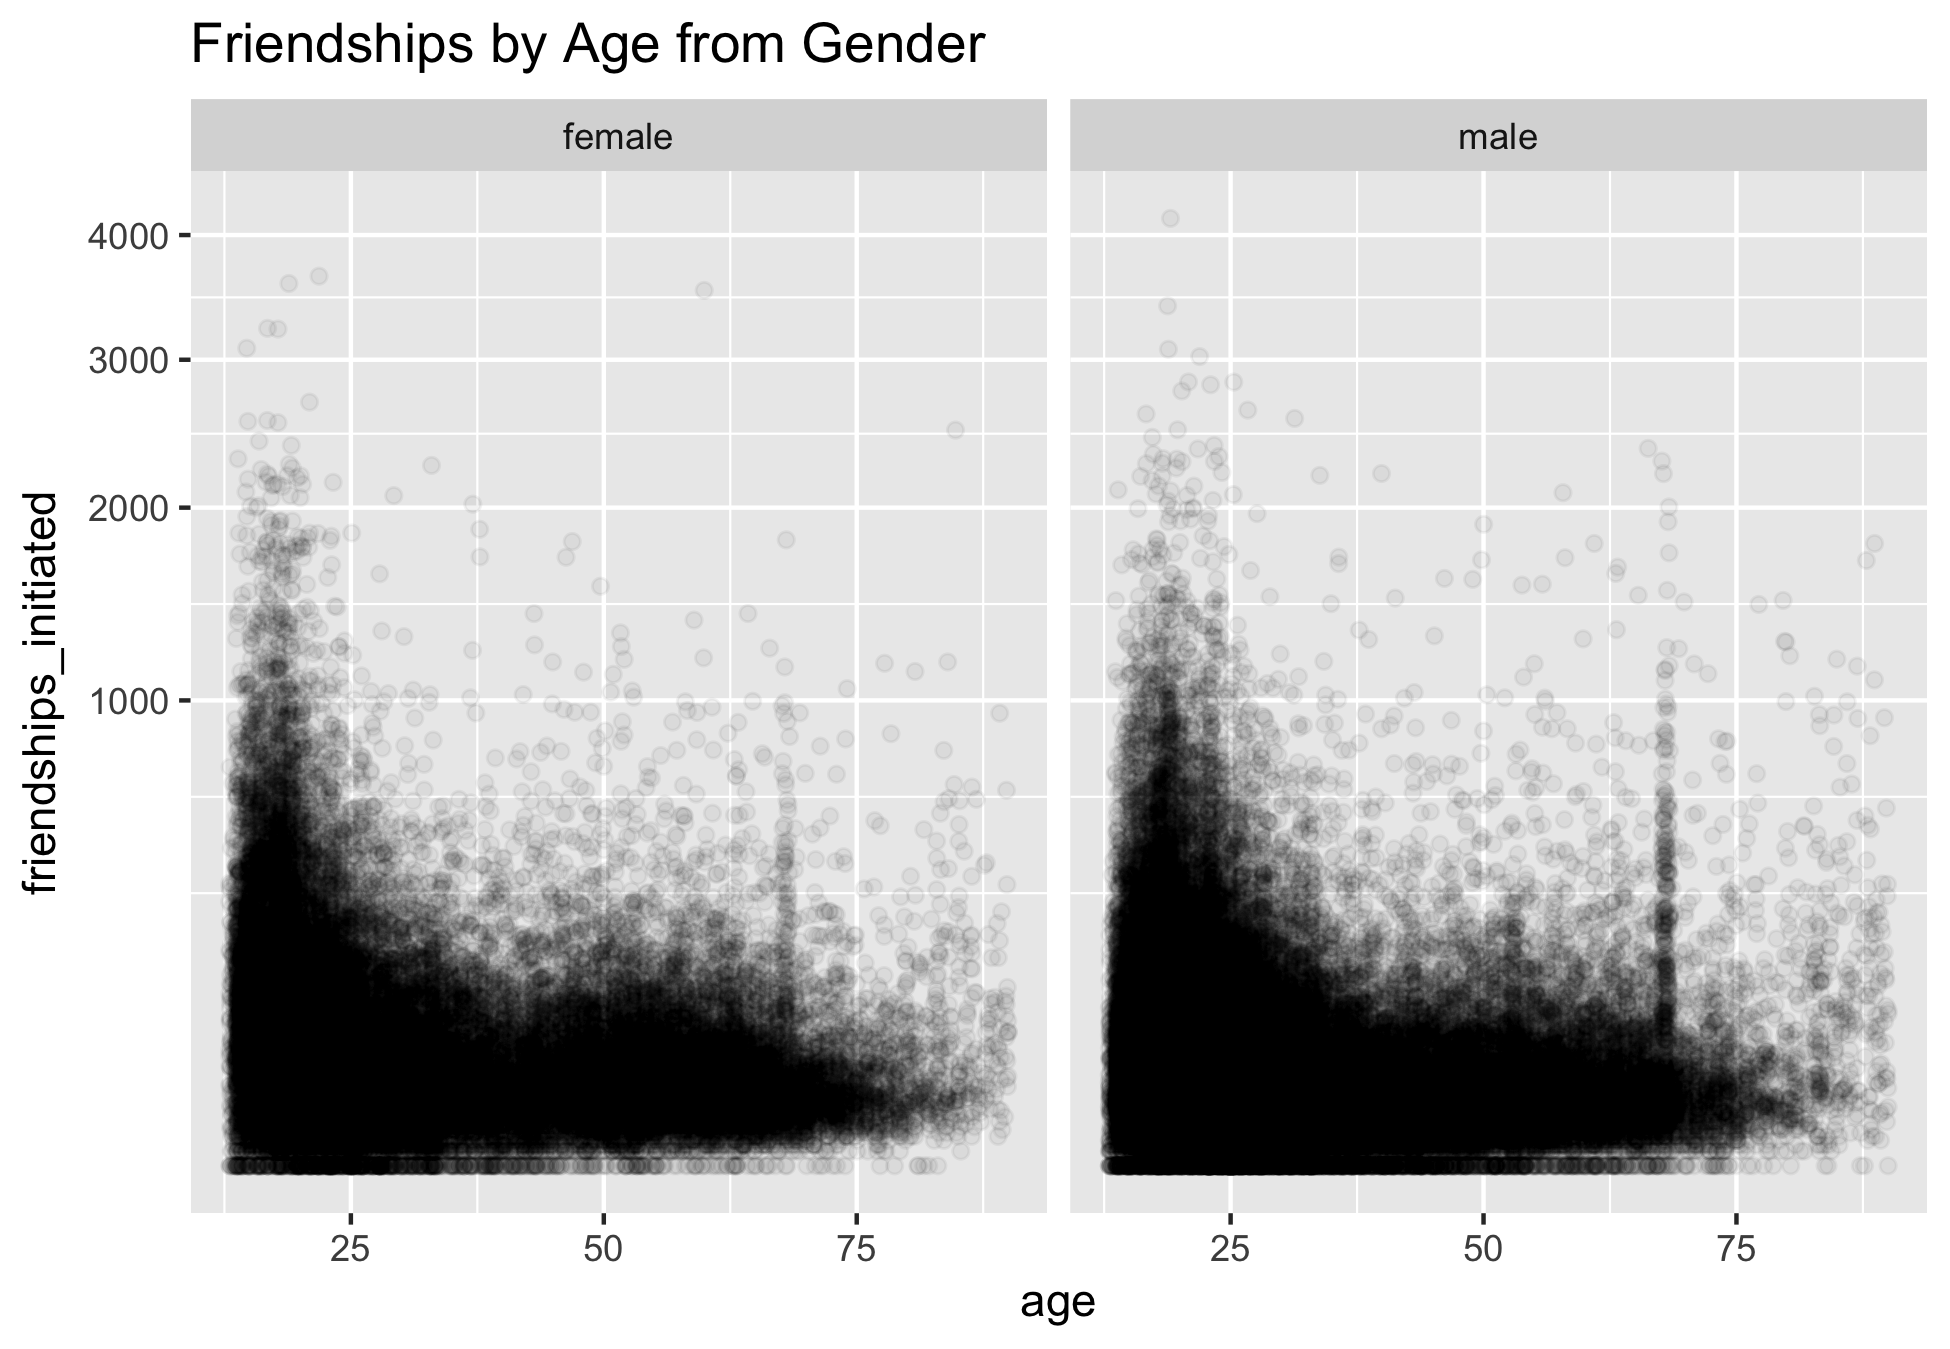 Friendships by Age from Gender
female
male
4000
3000
2000
1000
friendships_initiated
25
50
75
25
50
75
age